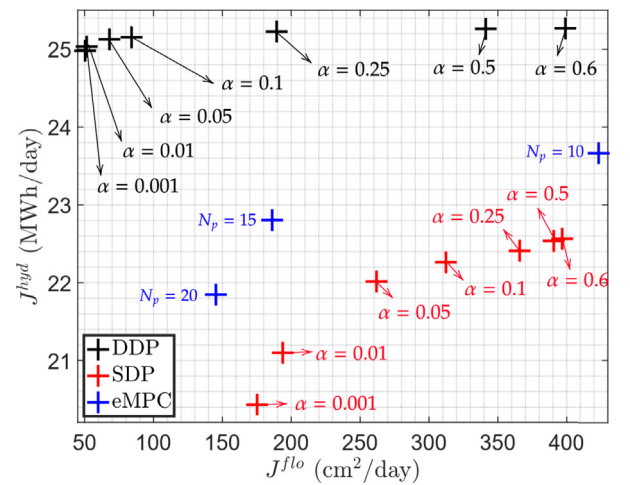 25
24
23
22
21
J^{hyd} (MWh/day)
50
100
150
200
250
300
350
400
J^{flo} (cm²/day)
α = 0.1
α = 0.05
α = 0.01
α = 0.001
α = 0.25
α = 0.5
α = 0.6
N_p = 10
N_p = 15
N_p = 20
α = 0.5
α = 0.25
α = 0.6
α = 0.1
α = 0.05
α = 0.01
α = 0.001
DDP
SDP
eMPC